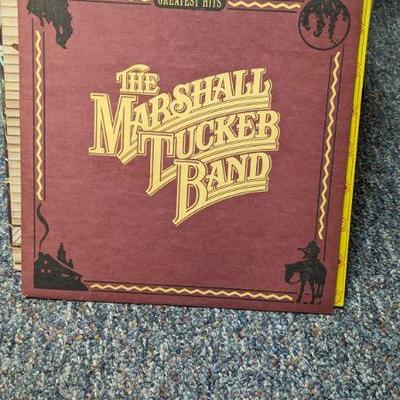 GREATEST HITS
THE
MARSHALL
TUCKER
BAND